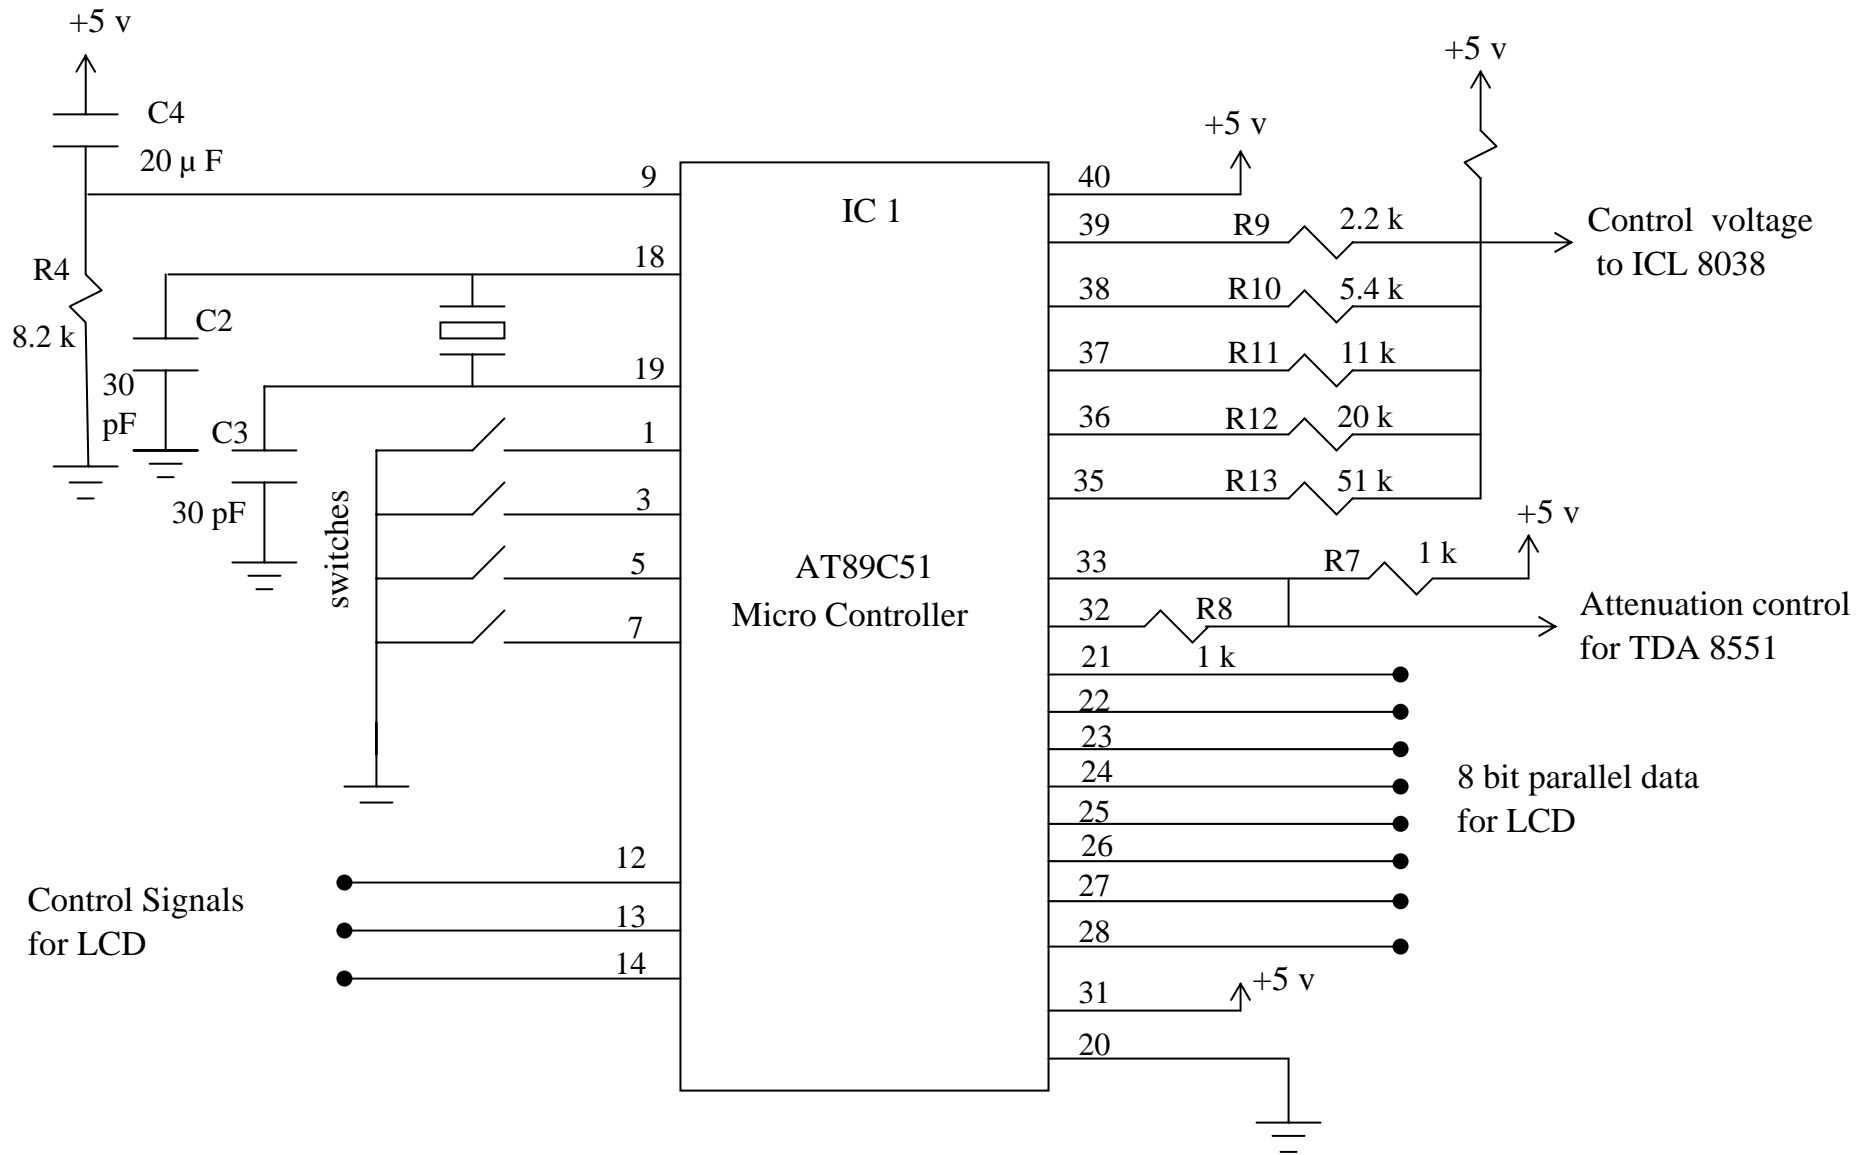 +5 v
C4
20 µ F
R4
8.2 k
C2
30
pF
C3
30 pF
switches
Control Signals
for LCD
9
18
19
1
3
5
7
12
13
14
IC 1
AT89C51
Micro Controller
40
+5 v
+5 v
39
R9
2.2 k
Control voltage
to ICL 8038
38
R10
5.4 k
37
R11
11 k
36
R12
20 k
35
R13
51 k
33
R7
1 k
+5 v
32
R8
1 k
Attenuation control
for TDA 8551
21
22
23
24
25
26
27
28
8 bit parallel data
for LCD
31
+5 v
20